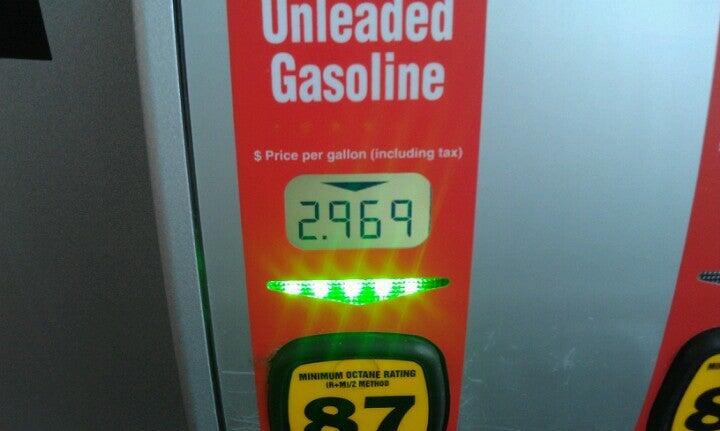 Unleaded
Gasoline
$ Price per gallon (including tax)
2.969
MINIMUM OCTANE RATING
(R+M)/2 METHOD
87